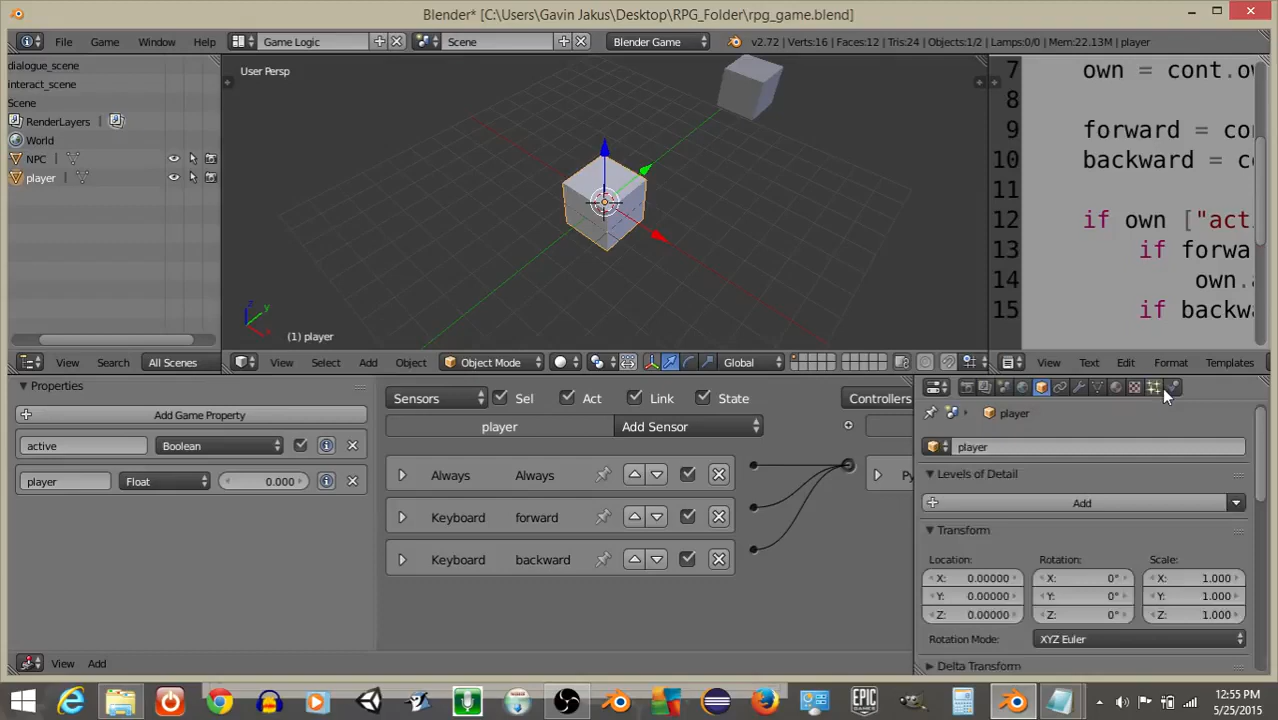 Blender* [C:\Users\Gavin Jakus\Desktop\RPG_Folder\rpg_game.blend]
File Game Window Help Game Logic Scene Blender Game v2.72 | Verts:16 | Faces:12 | Tris:24 | Objects:1/2 | Lamps:0/0 | Mem:22.13M | player
dialogue_scene
interact_scene
Scene
RenderLayers
World
NPC
player
View Search All Scenes
User Persp
(1) player
View Select Add Object Object Mode Global
7 own = cont.ow
8
9 forward = con
10 backward = co
11
12 if own ["act
13 if forwa
14 own.a
15 if backwa
View Text Edit Format Templates
Properties
Add Game Property
active Boolean
player Float 0.000
View Add
Sensors Sel Act Link State Controllers
player Add Sensor
Always Always
Keyboard forward
Keyboard backward
Py
player
player
Levels of Detail
Add
Transform
Location: Rotation: Scale:
X: 0.00000 X: 0° X: 1.000
Y: 0.00000 Y: 0° Y: 1.000
Z: 0.00000 Z: 0° Z: 1.000
Rotation Mode: XYZ Euler
Delta Transform
EPIC GAMES
12:55 PM
5/25/2015